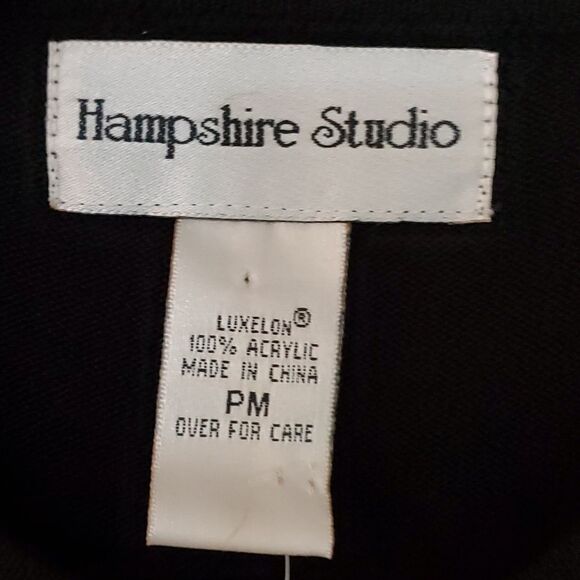 Hampshire Studio
LUXELON®
100% ACRYLIC
MADE IN CHINA
PM
OVER FOR CARE